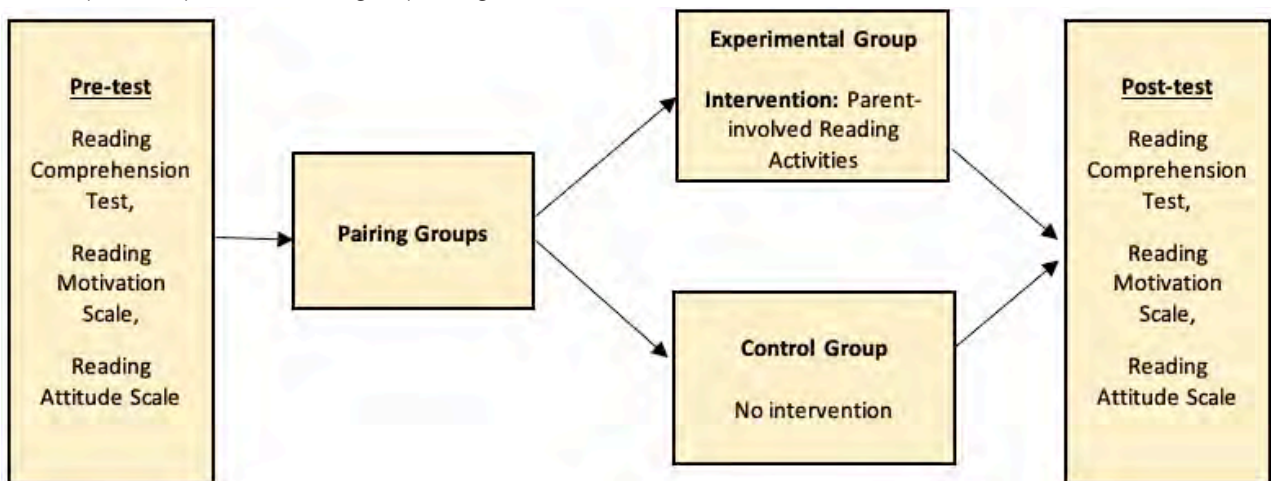 Pre-test
Reading
Comprehension
Test,
Reading
Motivation
Scale,
Reading
Attitude Scale
Pairing Groups
Experimental Group
Intervention: Parent-
involved Reading
Activities
Control Group
No intervention
Post-test
Reading
Comprehension
Test,
Reading
Motivation
Scale,
Reading
Attitude Scale